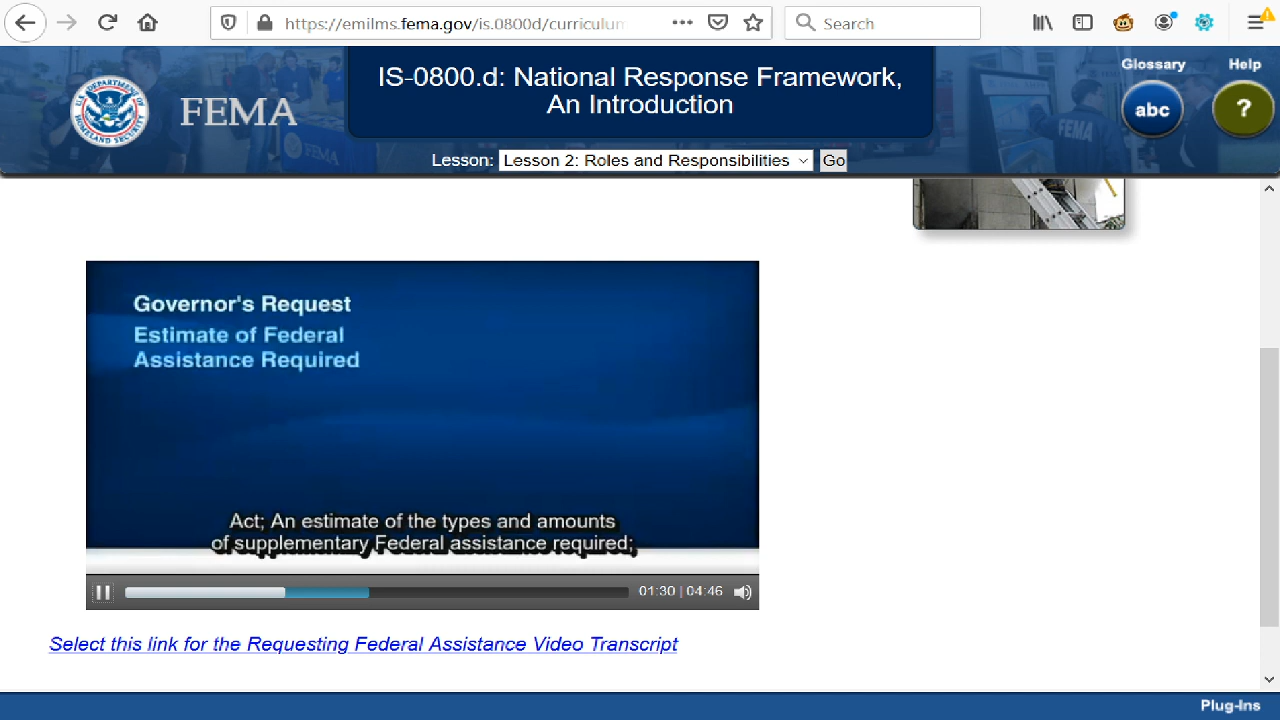 https://emilms.fema.gov/is.0800d/curriculum
Search
FEMA
IS-0800.d: National Response Framework,
An Introduction
Glossary
abc
Help
?
Lesson:
Lesson 2: Roles and Responsibilities
Go
Governor's Request
Estimate of Federal
Assistance Required
Act; An estimate of the types and amounts
of supplementary Federal assistance required;
01:30 | 04:46
Select this link for the Requesting Federal Assistance Video Transcript
Plug-Ins